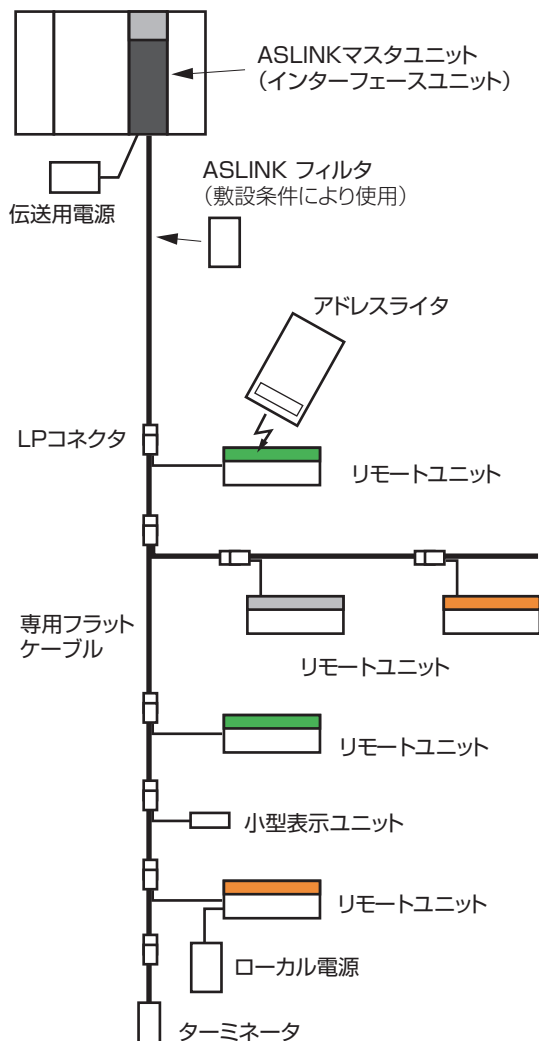 ASLINKマスタユニット
（インターフェースユニット）
伝送用電源
ASLINK フィルタ
（敷設条件により使用）
アドレスライタ
LPコネクタ
リモートユニット
専用フラット
ケーブル
リモートユニット
リモートユニット
小型表示ユニット
リモートユニット
ローカル電源
ターミネータ